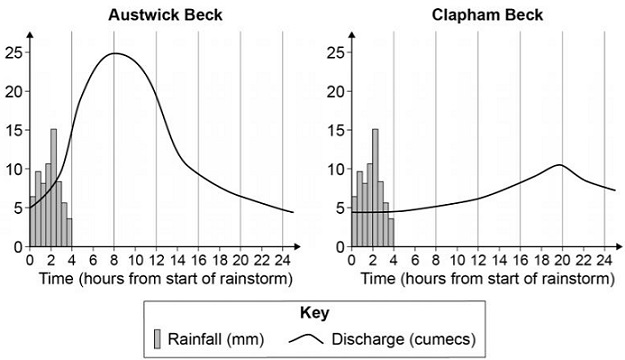 Austwick Beck
25
20
15
10
5
0
0 2 4 6 8 10 12 14 16 18 20 22 24
Time (hours from start of rainstorm)
Clapham Beck
25
20
15
10
5
0
0 2 4 6 8 10 12 14 16 18 20 22 24
Time (hours from start of rainstorm)
Key
Rainfall (mm)
Discharge (cumecs)